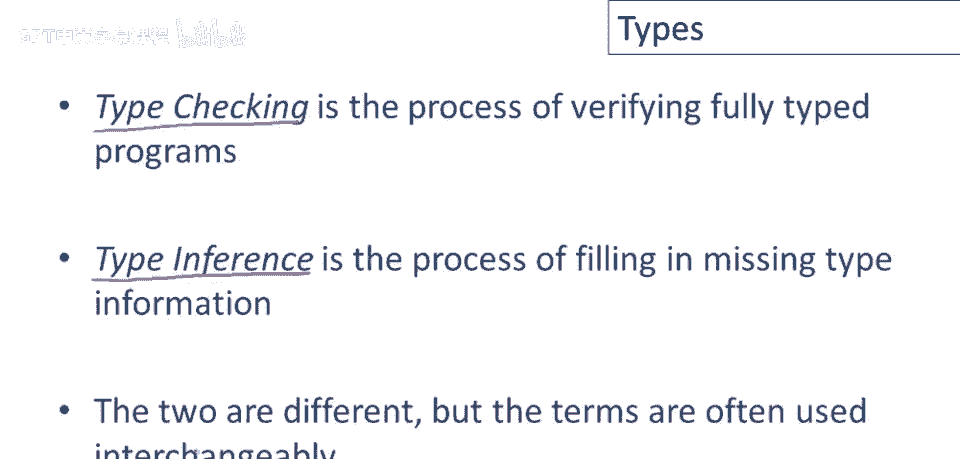 Types
• Type Checking is the process of verifying fully typed
programs
• Type Inference is the process of filling in missing type
information
• The two are different, but the terms are often used
interchangeably